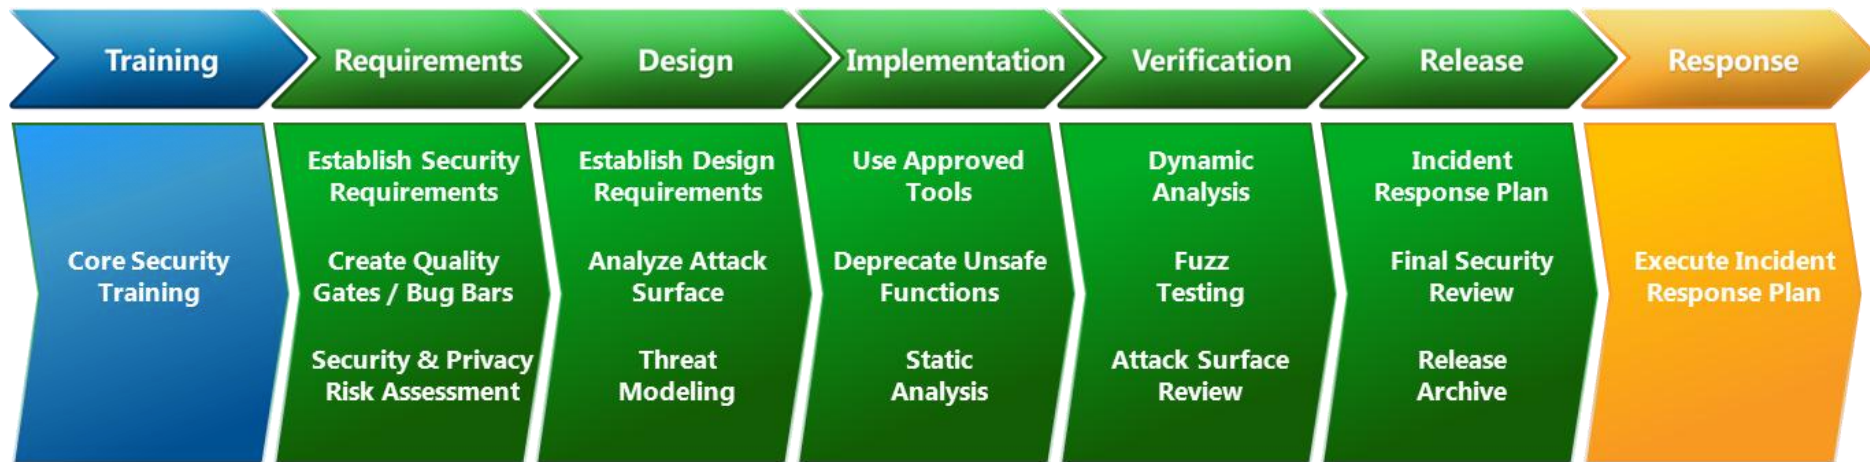 Training
Requirements
Design
Implementation
Verification
Release
Response
Core Security
Training
Establish Security
Requirements
Create Quality
Gates / Bug Bars
Security & Privacy
Risk Assessment
Establish Design
Requirements
Analyze Attack
Surface
Threat
Modeling
Use Approved
Tools
Deprecate Unsafe
Functions
Static
Analysis
Dynamic
Analysis
Fuzz
Testing
Attack Surface
Review
Incident
Response Plan
Final Security
Review
Release
Archive
Execute Incident
Response Plan